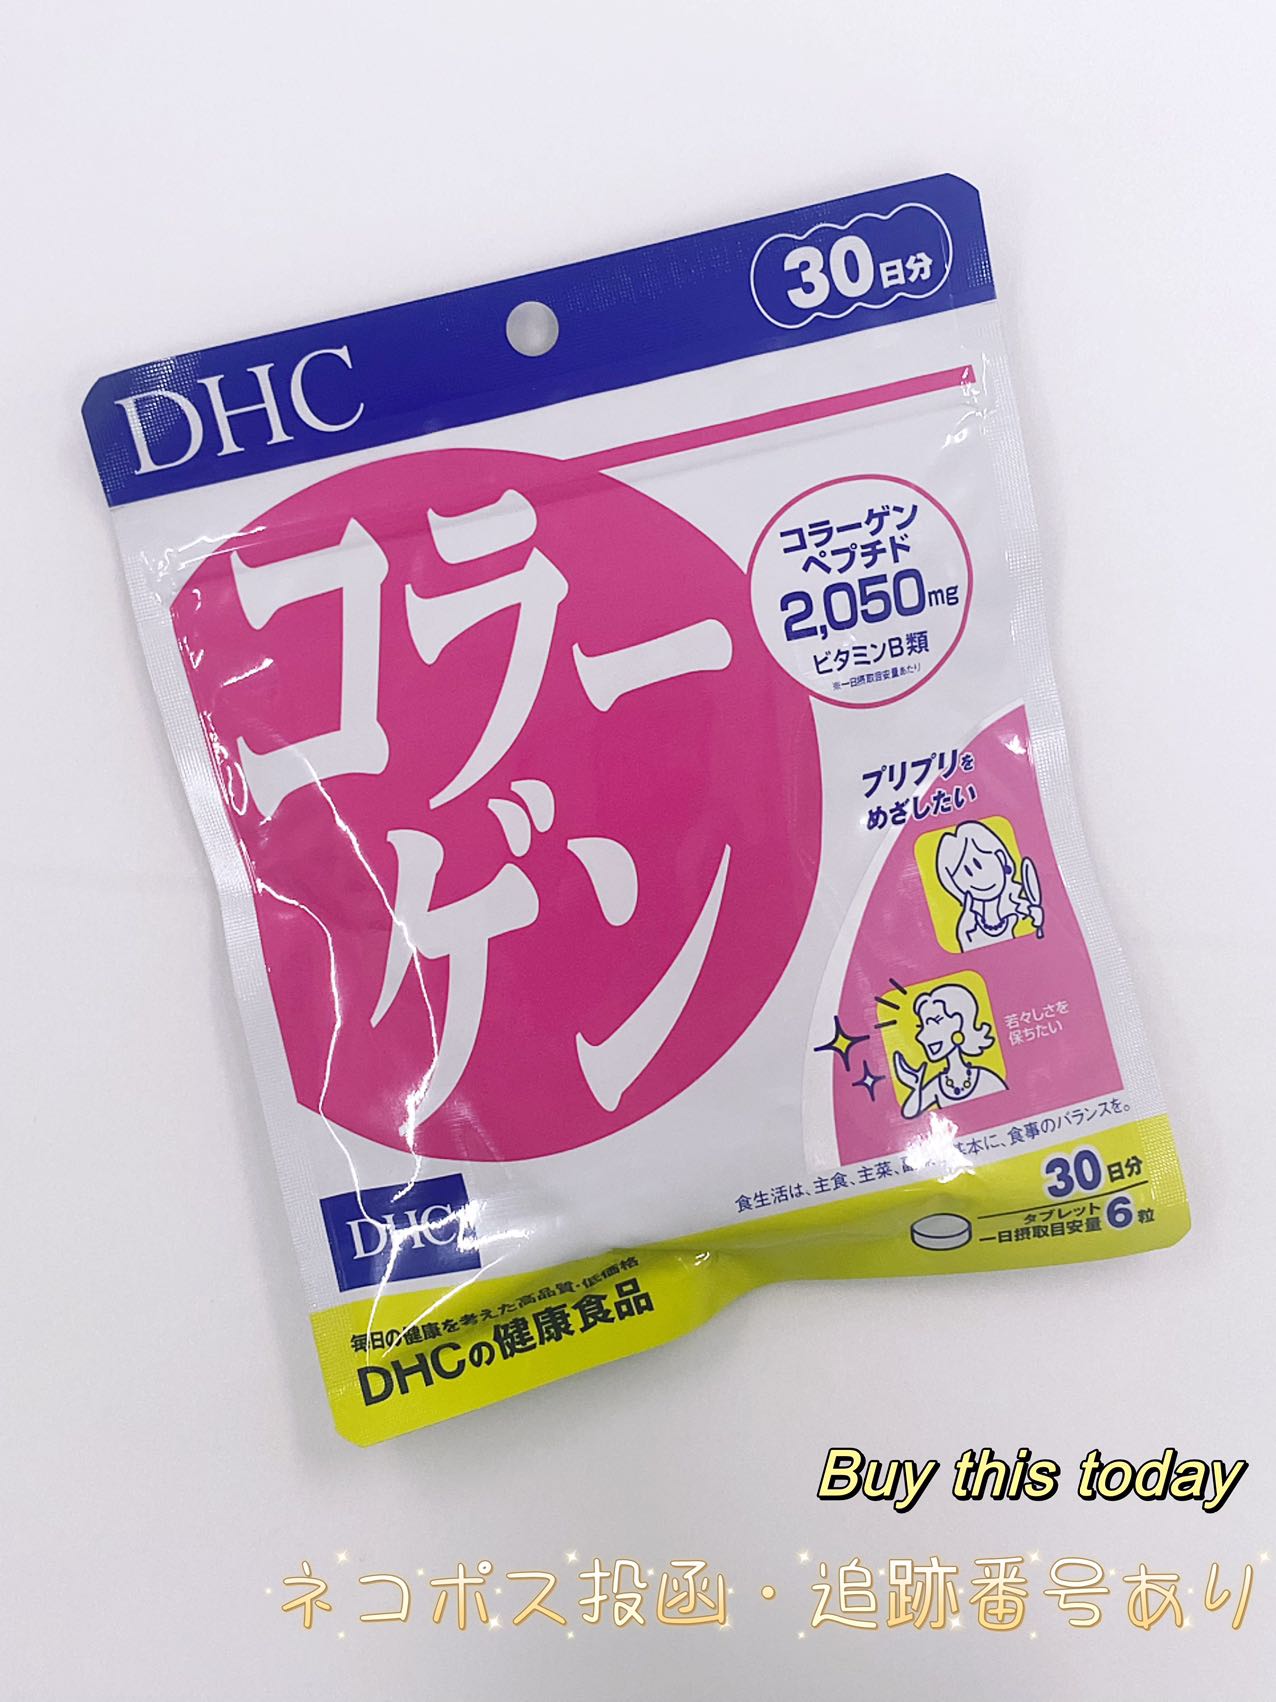 30日分
DHC
コラー
ゲン
コラーゲン
ペプチド
2,050mg
ビタミンB類
※一日摂取目安量あたり
プリプリを
めざしたい
若々しさを
保ちたい
食生活は、主食、主菜、副菜を基本に、食事のバランスを。
30日分
タブレット
一日摂取目安量6粒
DHC
毎日の健康を考えた高品質・低価格
DHCの健康食品
Buy this today
ネコポス投函・追跡番号あり